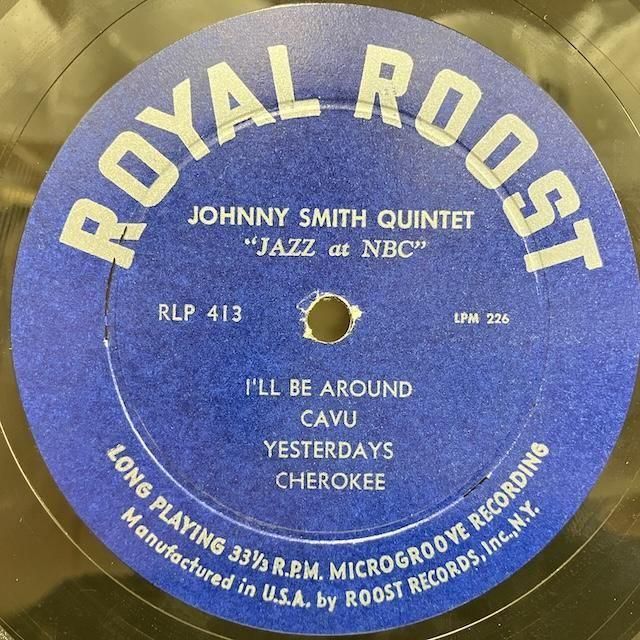 ROYAL ROOST
JOHNNY SMITH QUINTET
"JAZZ at NBC"
RLP 413
LPM 226
I'LL BE AROUND
CAVU
YESTERDAYS
CHEROKEE
LONG PLAYING 33⅓ R.P.M. MICROGROOVE RECORDING
Manufactured in U.S.A. by ROOST RECORDS, Inc., N.Y.